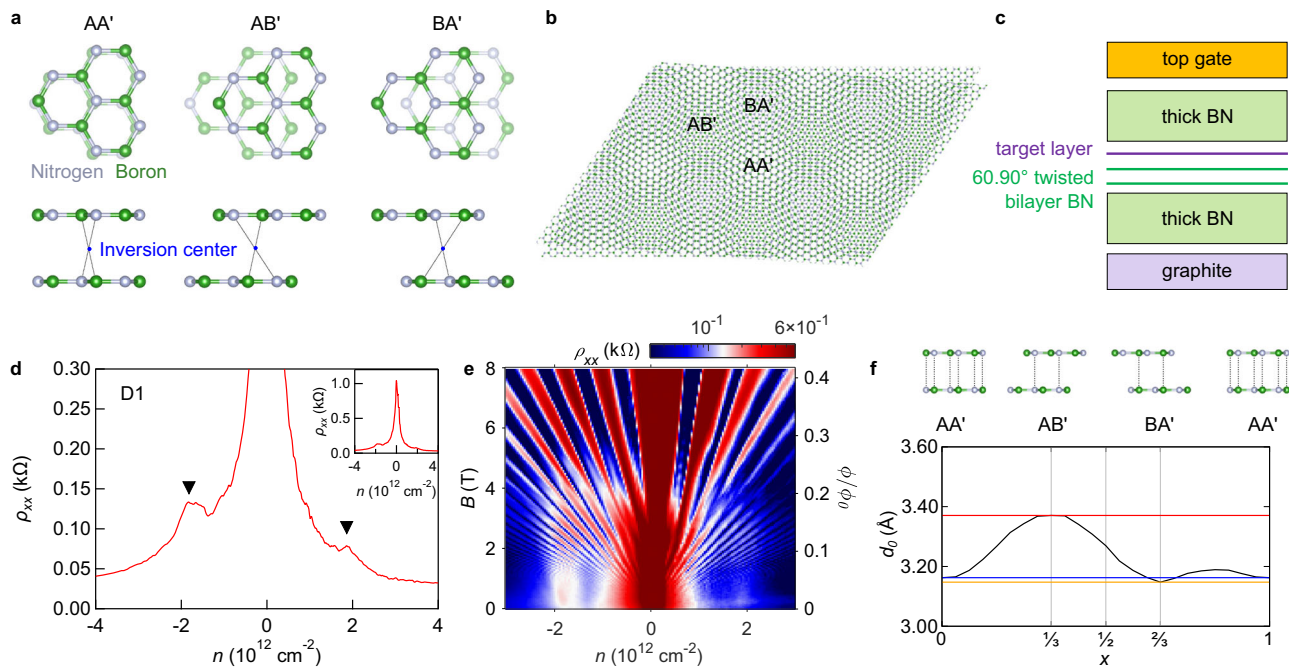 a
AA'
AB'
BA'
Nitrogen Boron
Inversion center
b
BA'
AB'
AA'
c
top gate
thick BN
target layer
60.90° twisted
bilayer BN
thick BN
graphite
d
D1
0.30
0.25
0.20
0.15
0.10
0.05
0.00
ρxx (kΩ)
-4
-2
0
2
4
n (10¹² cm⁻²)
1.0
0.5
0.0
ρxx (kΩ)
-4
0
4
n (10¹² cm⁻²)
e
ρxx (kΩ)
10⁻¹
6×10⁻¹
8
6
4
2
0
B (T)
-3
0
3
n (10¹² cm⁻²)
0.4
0.3
0.2
0.1
0
ϕ/ϕ₀
f
AA'
AB'
BA'
AA'
3.60
3.40
3.20
3.00
d₀ (Å)
0
⅓
½
⅔
1
x